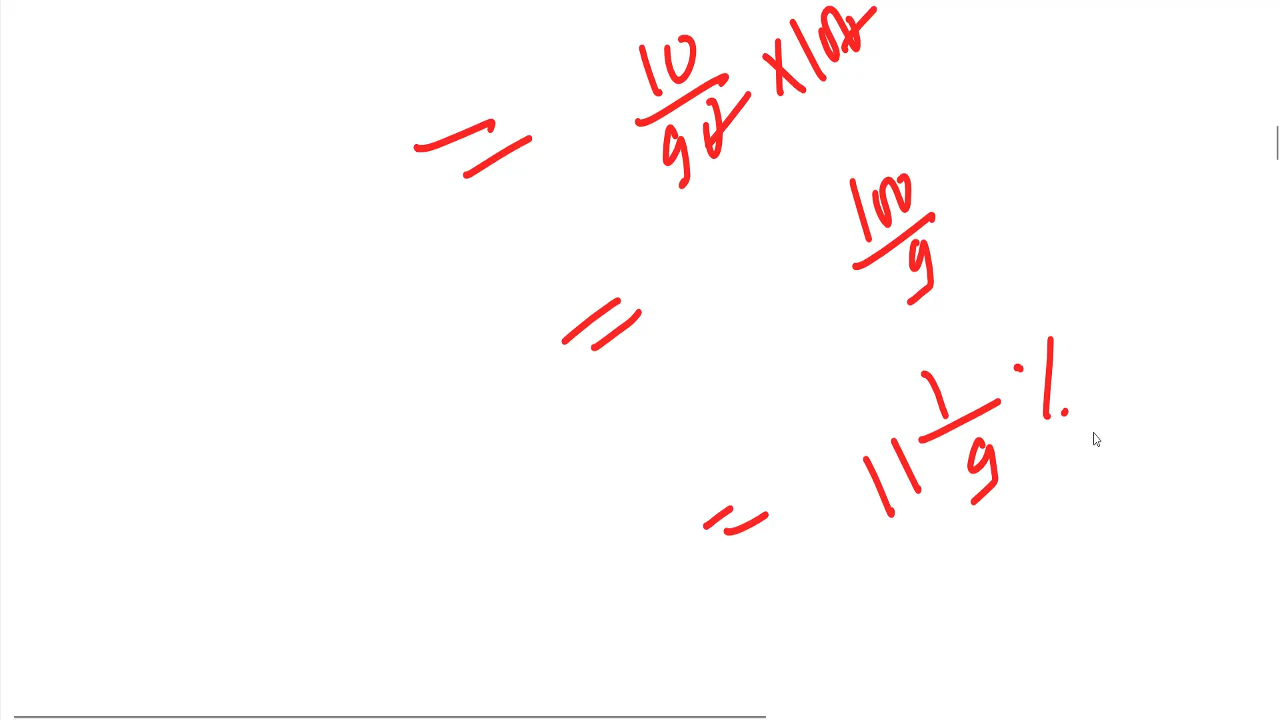 = 10/90 × 100
= 100/9
= 11 1/9 %